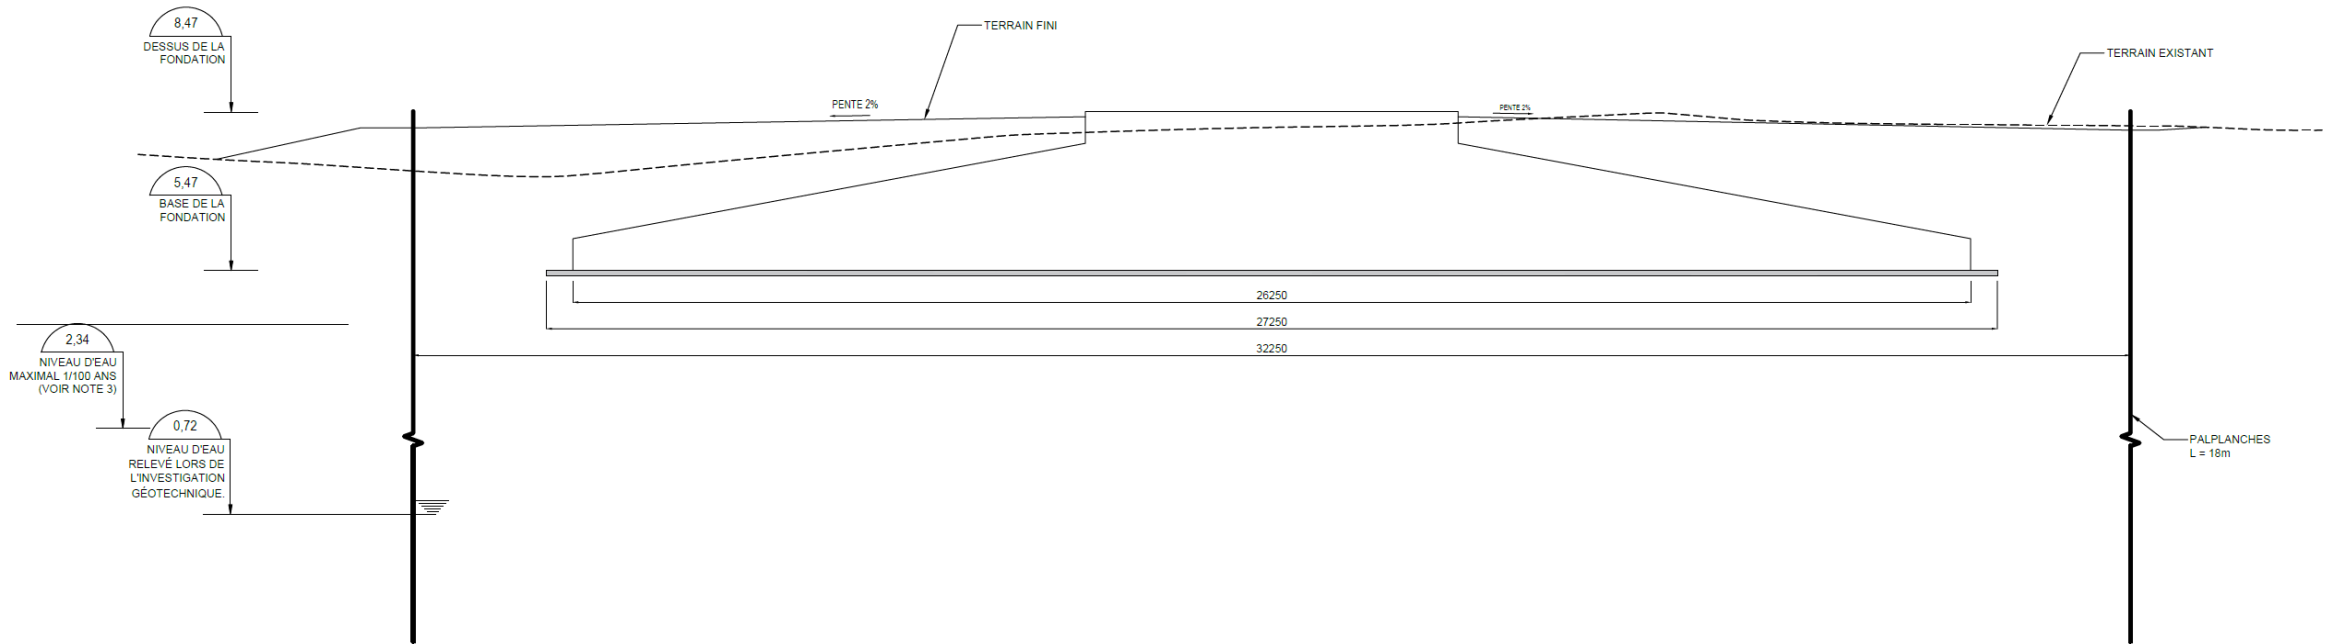 8,47
DESSUS DE LA
FONDATION
TERRAIN FINI
TERRAIN EXISTANT
PENTE 2%
PENTE 2%
5,47
BASE DE LA
FONDATION
26250
27250
32250
2,34
NIVEAU D'EAU
MAXIMAL 1/100 ANS
(VOIR NOTE 3)
0,72
NIVEAU D'EAU
RELEVÉ LORS DE
L'INVESTIGATION
GÉOTECHNIQUE.
PALPLANCHES
L = 18m